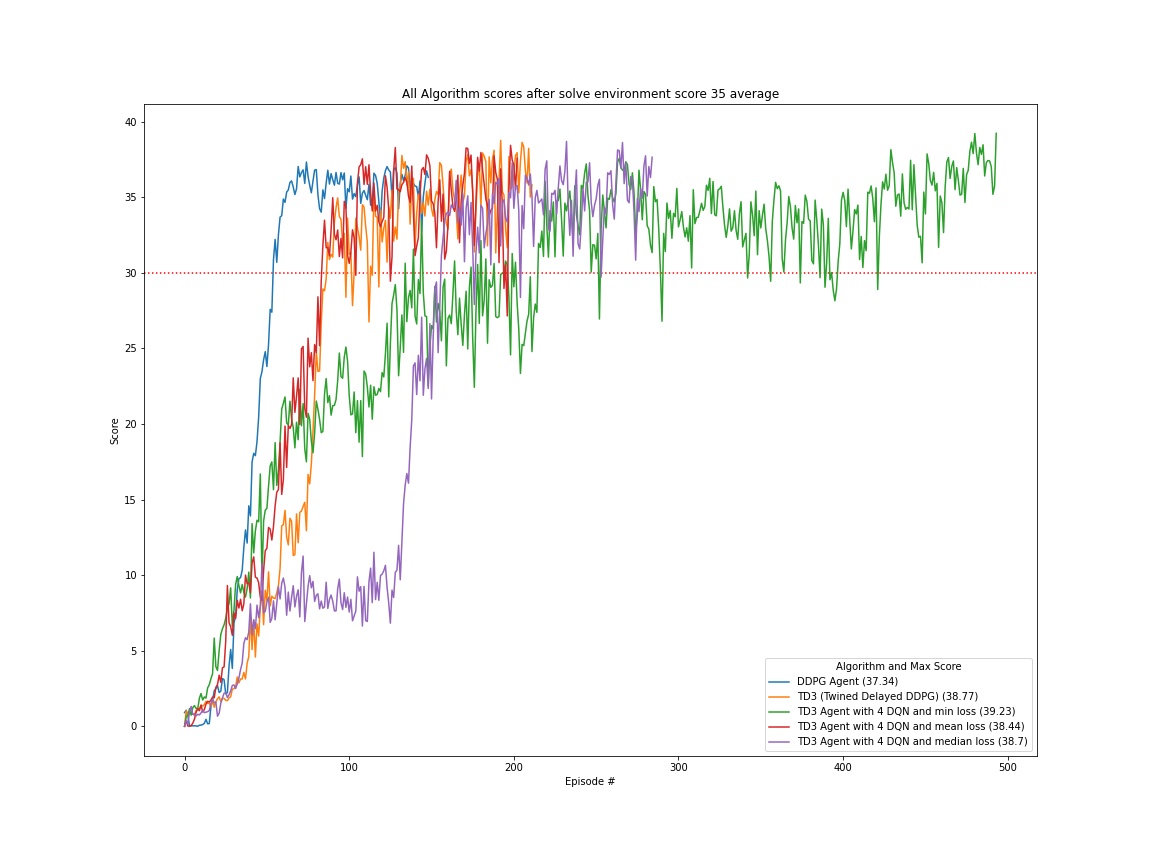 All Algorithm scores after solve environment score 35 average
40
35
30
25
20
15
10
5
0
Score
0 100 200 300 400 500
Episode #
Algorithm and Max Score
DDPG Agent (37.34)
TD3 (Twined Delayed DDPG) (38.77)
TD3 Agent with 4 DQN and min loss (39.23)
TD3 Agent with 4 DQN and mean loss (38.44)
TD3 Agent with 4 DQN and median loss (38.7)